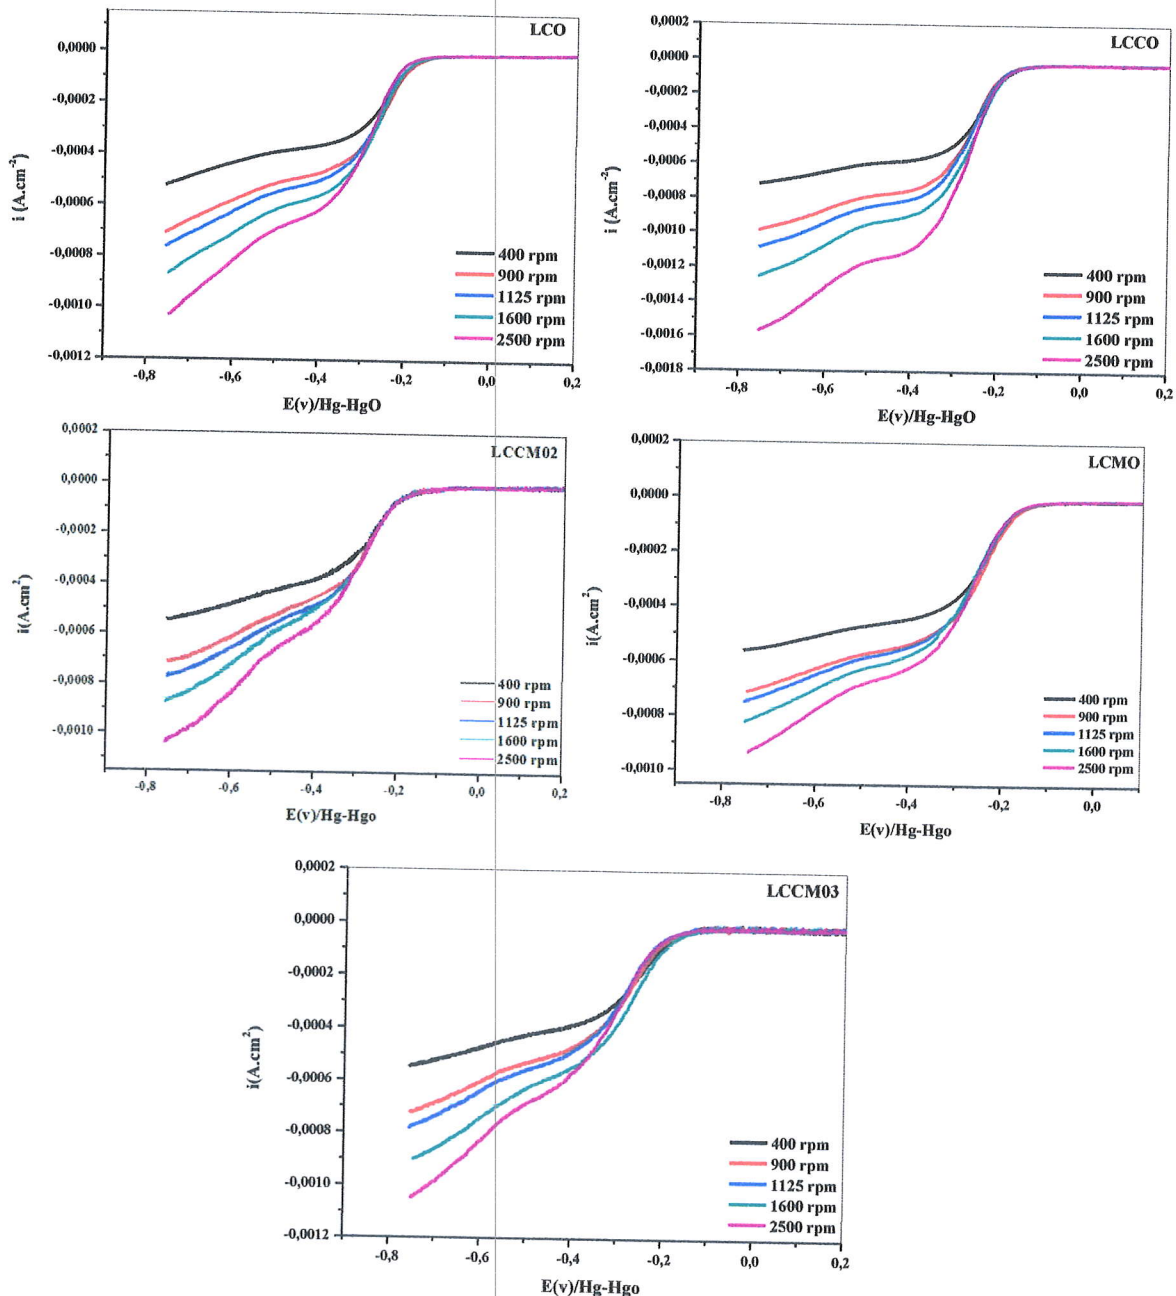 LCO
0,0000
-0,0002
-0,0004
-0,0006
-0,0008
-0,0010
-0,0012
i (A.cm-2)
400 rpm
900 rpm
1125 rpm
1600 rpm
2500 rpm
-0,8 -0,6 -0,4 -0,2 0,0 0,2
E(v)/Hg-HgO
LCCO
0,0002
0,0000
-0,0002
-0,0004
-0,0006
-0,0008
-0,0010
-0,0012
-0,0014
-0,0016
-0,0018
i (A.cm-2)
400 rpm
900 rpm
1125 rpm
1600 rpm
2500 rpm
-0,8 -0,6 -0,4 -0,2 0,0 0,2
E(v)/Hg-HgO
LCCM02
0,0002
0,0000
-0,0002
-0,0004
-0,0006
-0,0008
-0,0010
i(A.cm2)
400 rpm
900 rpm
1125 rpm
1600 rpm
2500 rpm
-0,8 -0,6 -0,4 -0,2 0,0 0,2
E(v)/Hg-Hgo
LCMO
0,0002
0,0000
-0,0002
-0,0004
-0,0006
-0,0008
-0,0010
i(A.cm2)
400 rpm
900 rpm
1125 rpm
1600 rpm
2500 rpm
-0,8 -0,6 -0,4 -0,2 0,0
E(v)/Hg-Hgo
LCCM03
0,0002
0,0000
-0,0002
-0,0004
-0,0006
-0,0008
-0,0010
-0,0012
i(A.cm2)
400 rpm
900 rpm
1125 rpm
1600 rpm
2500 rpm
-0,8 -0,6 -0,4 -0,2 0,0 0,2
E(v)/Hg-Hgo